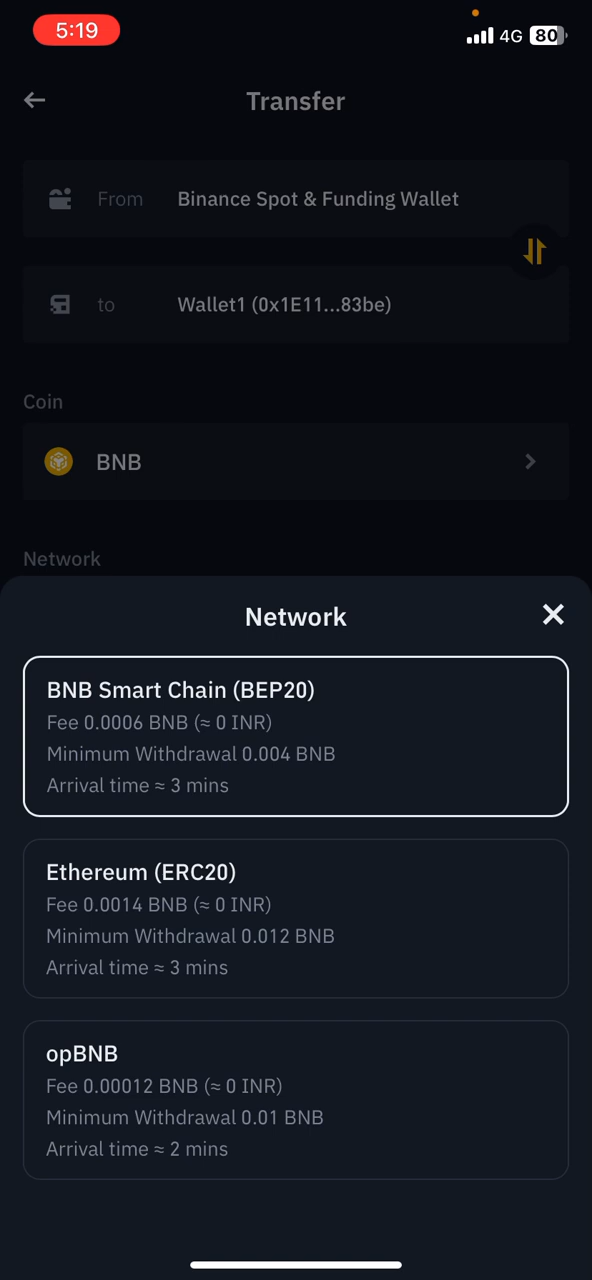 5:19
4G 80
Transfer
From Binance Spot & Funding Wallet
to Wallet1 (0x1E11...83be)
Coin
BNB
Network
Network
BNB Smart Chain (BEP20)
Fee 0.0006 BNB (≈ 0 INR)
Minimum Withdrawal 0.004 BNB
Arrival time ≈ 3 mins
Ethereum (ERC20)
Fee 0.0014 BNB (≈ 0 INR)
Minimum Withdrawal 0.012 BNB
Arrival time ≈ 3 mins
opBNB
Fee 0.00012 BNB (≈ 0 INR)
Minimum Withdrawal 0.01 BNB
Arrival time ≈ 2 mins